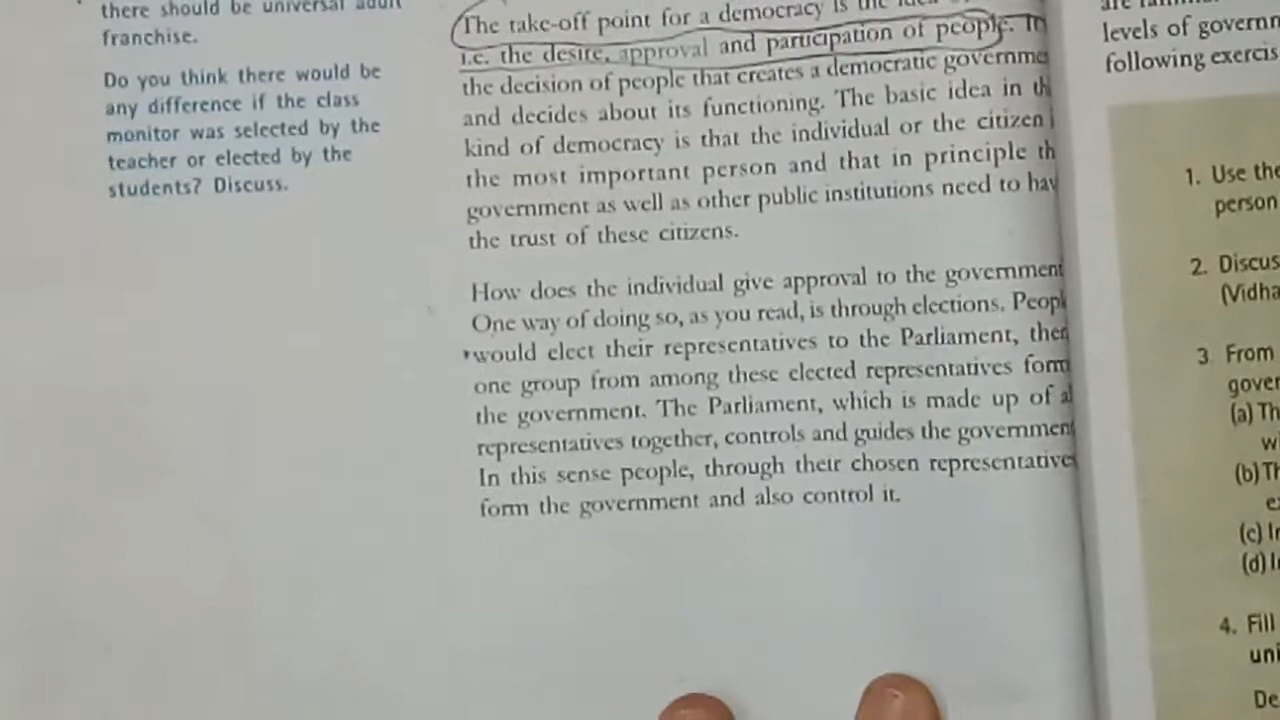 there should be universal adult
franchise.
Do you think there would be
any difference if the class
monitor was selected by the
teacher or elected by the
students? Discuss.
The take-off point for a democracy is the idea
i.e. the desire, approval and participation of people. It
the decision of people that creates a democratic
and decides about its functioning. The basic idea in
kind of democracy is that the individual or the citizen
the most important person and that in principle
government as well as other public institutions need to
the trust of these citizens.
How does the individual give approval to the government
One way of doing so, as you read, is through elections.
would elect their representatives to the Parliament,
one group from among these elected representatives form
the government. The Parliament, which is made up of
representatives together, controls and guides the government
In this sense people, through their chosen representatives
form the government and also control it.
levels of
following
1. Use the
person
2.
3 From
(a)
(b)
(c)
(d)
4. Fill